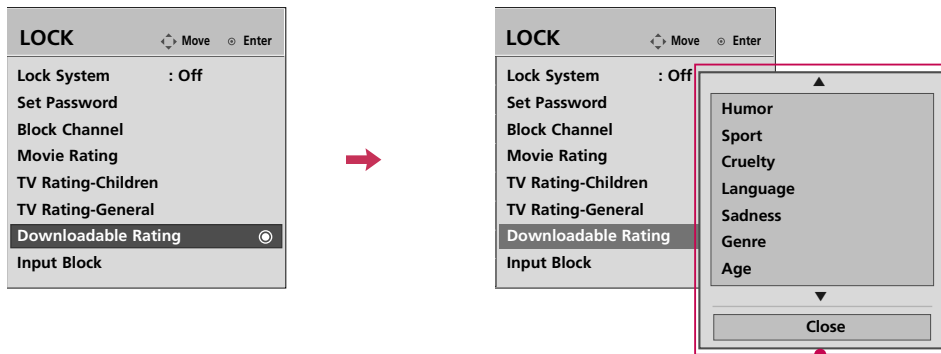 LOCK
Move Enter
Lock System : Off
Set Password
Block Channel
Movie Rating
TV Rating-Children
TV Rating-General
Downloadable Rating
Input Block
LOCK
Move Enter
Lock System : Off
Set Password
Block Channel
Movie Rating
TV Rating-Children
TV Rating-General
Downloadable Rating
Input Block
Humor
Sport
Cruelty
Language
Sadness
Genre
Age
Close